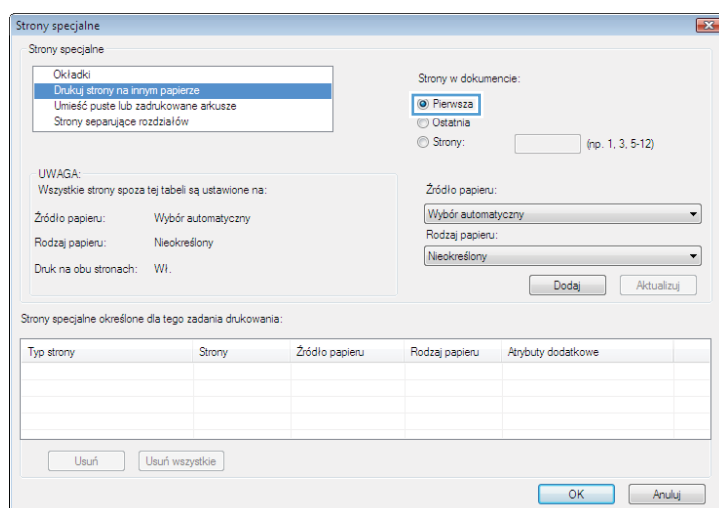 Strony specjalne
Strony specjalne
Okładki
Drukuj strony na innym papierze
Umieść puste lub zadrukowane arkusze
Strony separujące rozdziałów
Strony w dokumencie:
Pierwsza
Ostatnia
Strony:
(np. 1, 3, 5-12)
UWAGA:
Wszystkie strony spoza tej tabeli są ustawione na:
Źródło papieru: Wybór automatyczny
Rodzaj papieru: Nieokreślony
Druk na obu stronach: Wł.
Źródło papieru:
Wybór automatyczny
Rodzaj papieru:
Nieokreślony
Dodaj Aktualizuj
Strony specjalne określone dla tego zadania drukowania:
Typ strony Strony Źródło papieru Rodzaj papieru Atrybuty dodatkowe
Usuń Usuń wszystkie
OK Anuluj